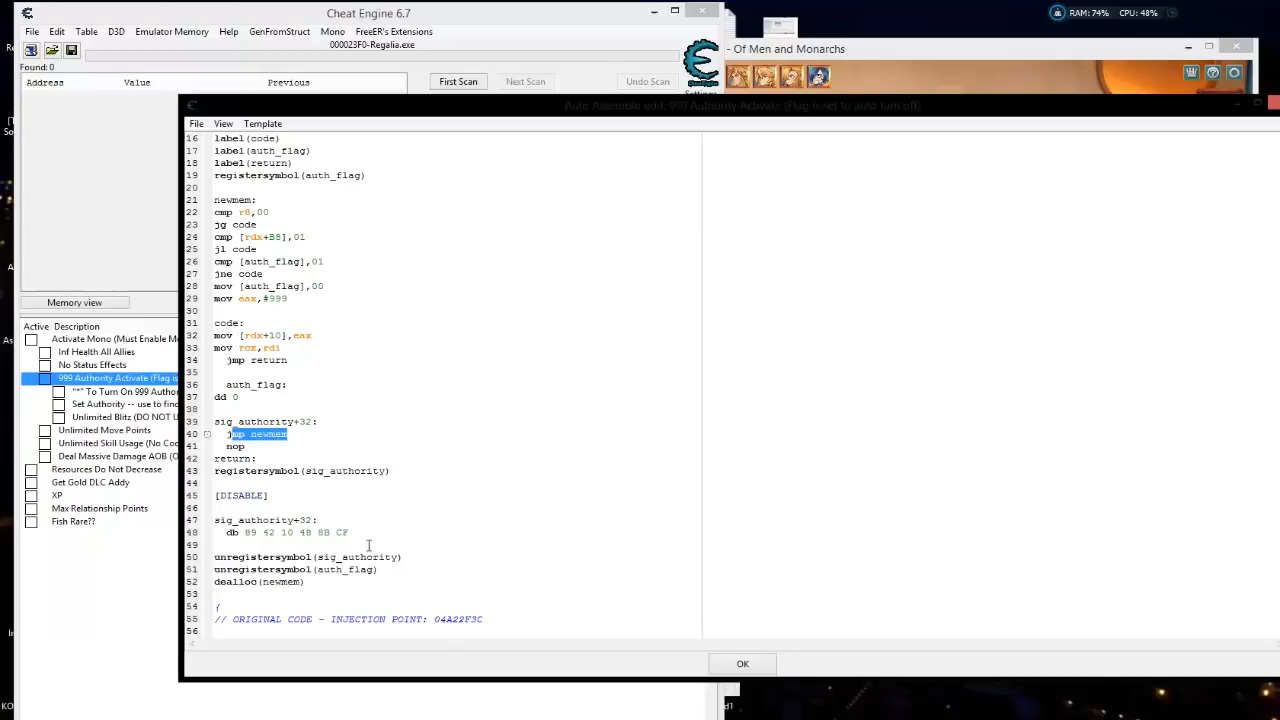 RAM: 74% CPU: 48%
Cheat Engine 6.7
File Edit Table D3D Emulator Memory Help GenFromStruct Mono FreeER's Extensions
000023F0-Regalia.exe
- Of Men and Monarchs
Found: 0
Address Value Previous
First Scan Next Scan Undo Scan
Auto Assemble edit: 999 Authority Activate (Flag is set to auto turn off)
File View Template
16 label(code)
17 label(auth_flag)
18 label(return)
19 registersymbol(auth_flag)
20
21 newmem:
22 cmp r8,00
23 jg code
24 cmp [rdx+B8],01
25 jl code
26 cmp [auth_flag],01
27 jne code
28 mov [auth_flag],00
29 mov eax,#999
30
31 code:
32 mov [rdx+10],eax
33 mov rcx,rdi
34 jmp return
35
36 auth_flag:
37 dd 0
38
39 sig_authority+32:
40 jmp newmem
41 nop
42 return:
43 registersymbol(sig_authority)
44
45 [DISABLE]
46
47 sig_authority+32:
48 db 89 42 10 48 8B CF
49
50 unregistersymbol(sig_authority)
51 unregistersymbol(auth_flag)
52 dealloc(newmem)
53
54 {
55 // ORIGINAL CODE - INJECTION POINT: 04A22F3C
56
OK
Memory view
Active Description
Activate Mono (Must Enable M
Inf Health All Allies
No Status Effects
999 Authority Activate (Flag is
"*" To Turn On 999 Author
Set Authority -- use to find
Unlimited Blitz (DO NOT U
Unlimited Move Points
Unlimited Skill Usage (No Coo
Deal Massive Damage AOB (O
Resources Do Not Decrease
Get Gold DLC Addy
XP
Max Relationship Points
Fish Rare??